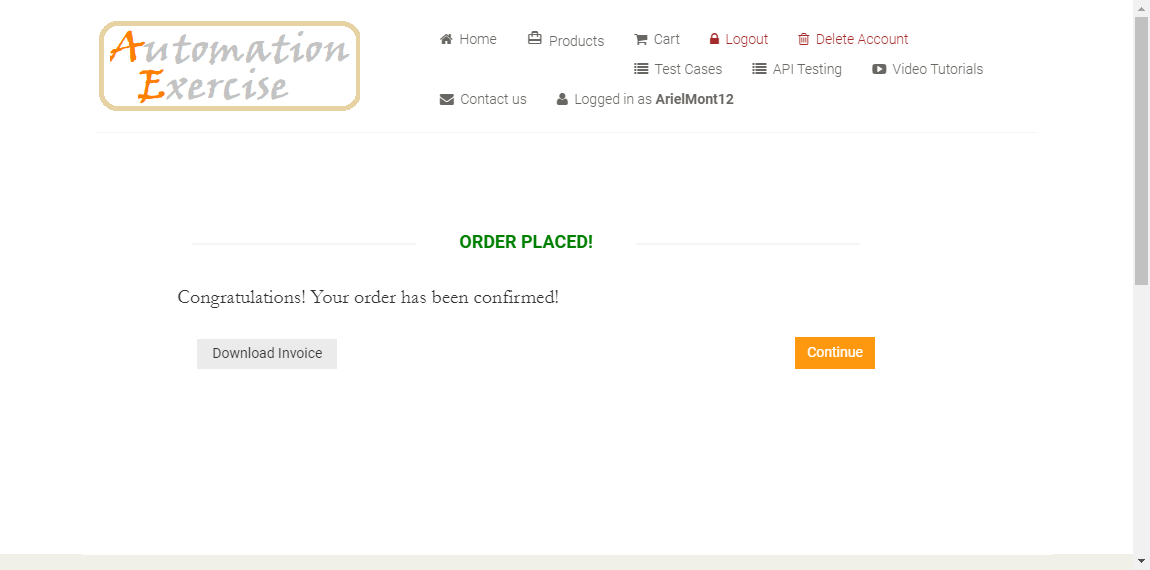 Automation
Exercise
Home Products Cart Logout Delete Account
Test Cases API Testing Video Tutorials
Contact us Logged in as ArielMont12
ORDER PLACED!
Congratulations! Your order has been confirmed!
Download Invoice Continue